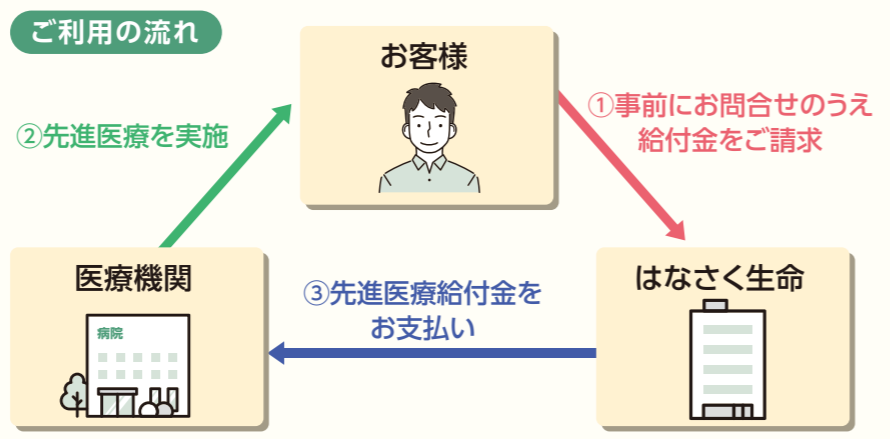 ご利用の流れ
お客様
①事前にお問合せのうえ
給付金をご請求
②先進医療を実施
医療機関
病院
③先進医療給付金を
お支払い
はなさく生命